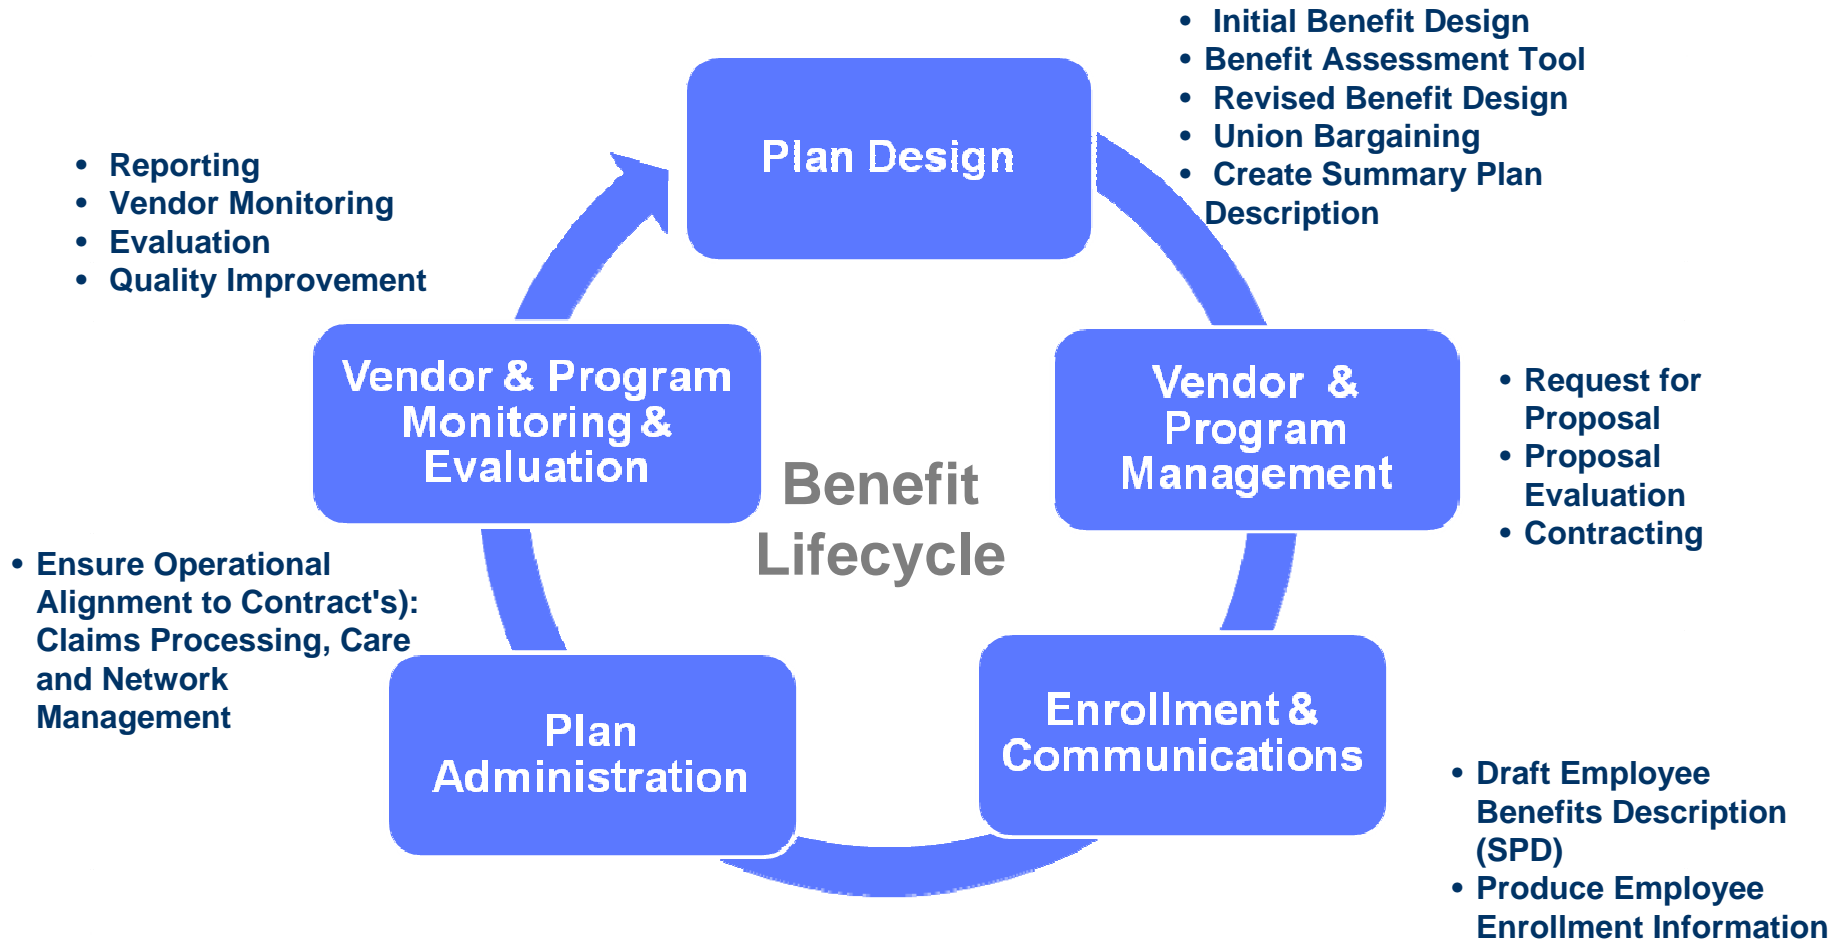 Plan Design
• Initial Benefit Design
• Benefit Assessment Tool
• Revised Benefit Design
• Union Bargaining
• Create Summary Plan
Description
Vendor &
Program
Management
• Request for
Proposal
• Proposal
Evaluation
• Contracting
Enrollment &
Communications
• Draft Employee
Benefits Description
(SPD)
• Produce Employee
Enrollment Information
Plan
Administration
• Ensure Operational
Alignment to Contract's):
Claims Processing, Care
and Network
Management
Vendor & Program
Monitoring &
Evaluation
• Reporting
• Vendor Monitoring
• Evaluation
• Quality Improvement
Benefit
Lifecycle